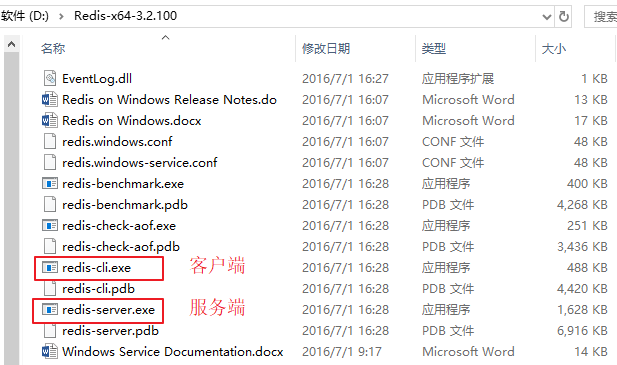 软件 (D:) > Redis-x64-3.2.100 搜索
名称 修改日期 类型 大小
EventLog.dll 2016/7/1 16:27 应用程序扩展 1 KB
Redis on Windows Release Notes.do 2016/7/1 16:07 Microsoft Word 13 KB
Redis on Windows.docx 2016/7/1 16:07 Microsoft Word 17 KB
redis.windows.conf 2016/7/1 16:07 CONF 文件 48 KB
redis.windows-service.conf 2016/7/1 16:07 CONF 文件 48 KB
redis-benchmark.exe 2016/7/1 16:28 应用程序 400 KB
redis-benchmark.pdb 2016/7/1 16:28 PDB 文件 4,268 KB
redis-check-aof.exe 2016/7/1 16:28 应用程序 251 KB
redis-check-aof.pdb 2016/7/1 16:28 PDB 文件 3,436 KB
redis-cli.exe 客户端 2016/7/1 16:28 应用程序 488 KB
redis-cli.pdb 2016/7/1 16:28 PDB 文件 4,420 KB
redis-server.exe 服务端 2016/7/1 16:28 应用程序 1,628 KB
redis-server.pdb 2016/7/1 16:28 PDB 文件 6,916 KB
Windows Service Documentation.docx 2016/7/1 9:17 Microsoft Word 14 KB